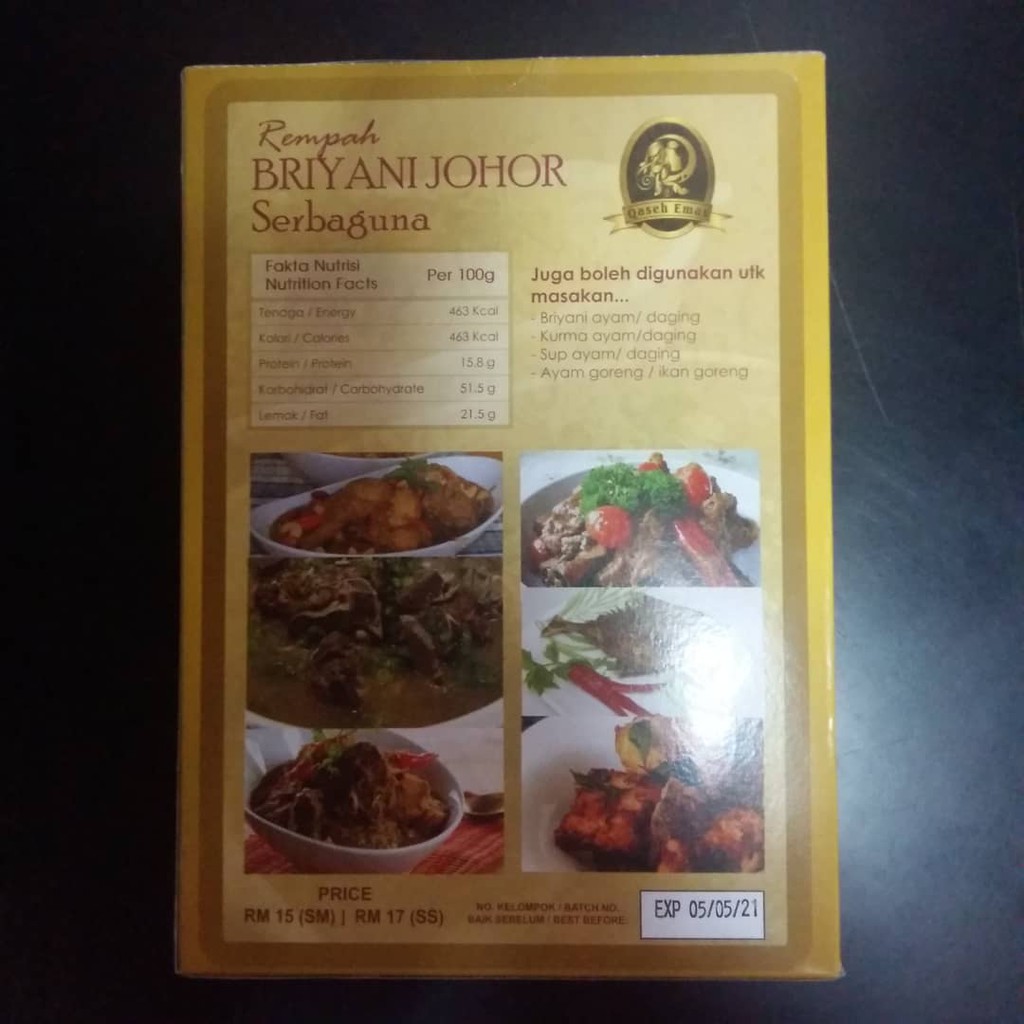 Rempah
BRIYANI JOHOR
Serbaguna
Qaseh Emas
Fakta Nutrisi
Nutrition Facts
Per 100g
Tenaga / Energy 463 Kcal
Kalori / Calories 463 Kcal
Protein / Protein 15.8 g
Karbohidrat / Carbohydrate 51.5 g
Lemak / Fat 21.5 g
Juga boleh digunakan utk
masakan...
- Briyani ayam/ daging
- Kurma ayam/daging
- Sup ayam/ daging
- Ayam goreng / ikan goreng
PRICE
RM 15 (SM) | RM 17 (SS)
NO. KELOMPOK / BATCH NO.
BAIK SEBELUM / BEST BEFORE:
EXP 05/05/21